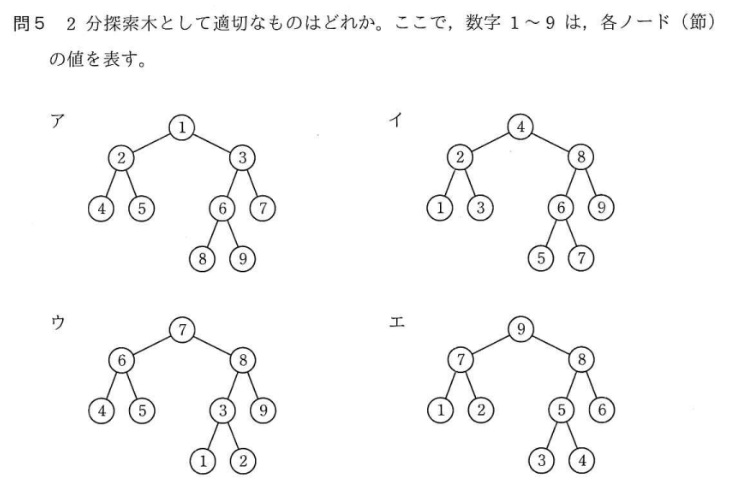 問5 2 分探索木として適切なものはどれか。ここで，数字 1～9 は，各ノード（節）
の値を表す。
ア
1
2 3
4 5 6 7
8 9
イ
4
2 8
1 3 6 9
5 7
ウ
7
6 8
4 5 3 9
1 2
エ
9
7 8
1 2 5 6
3 4